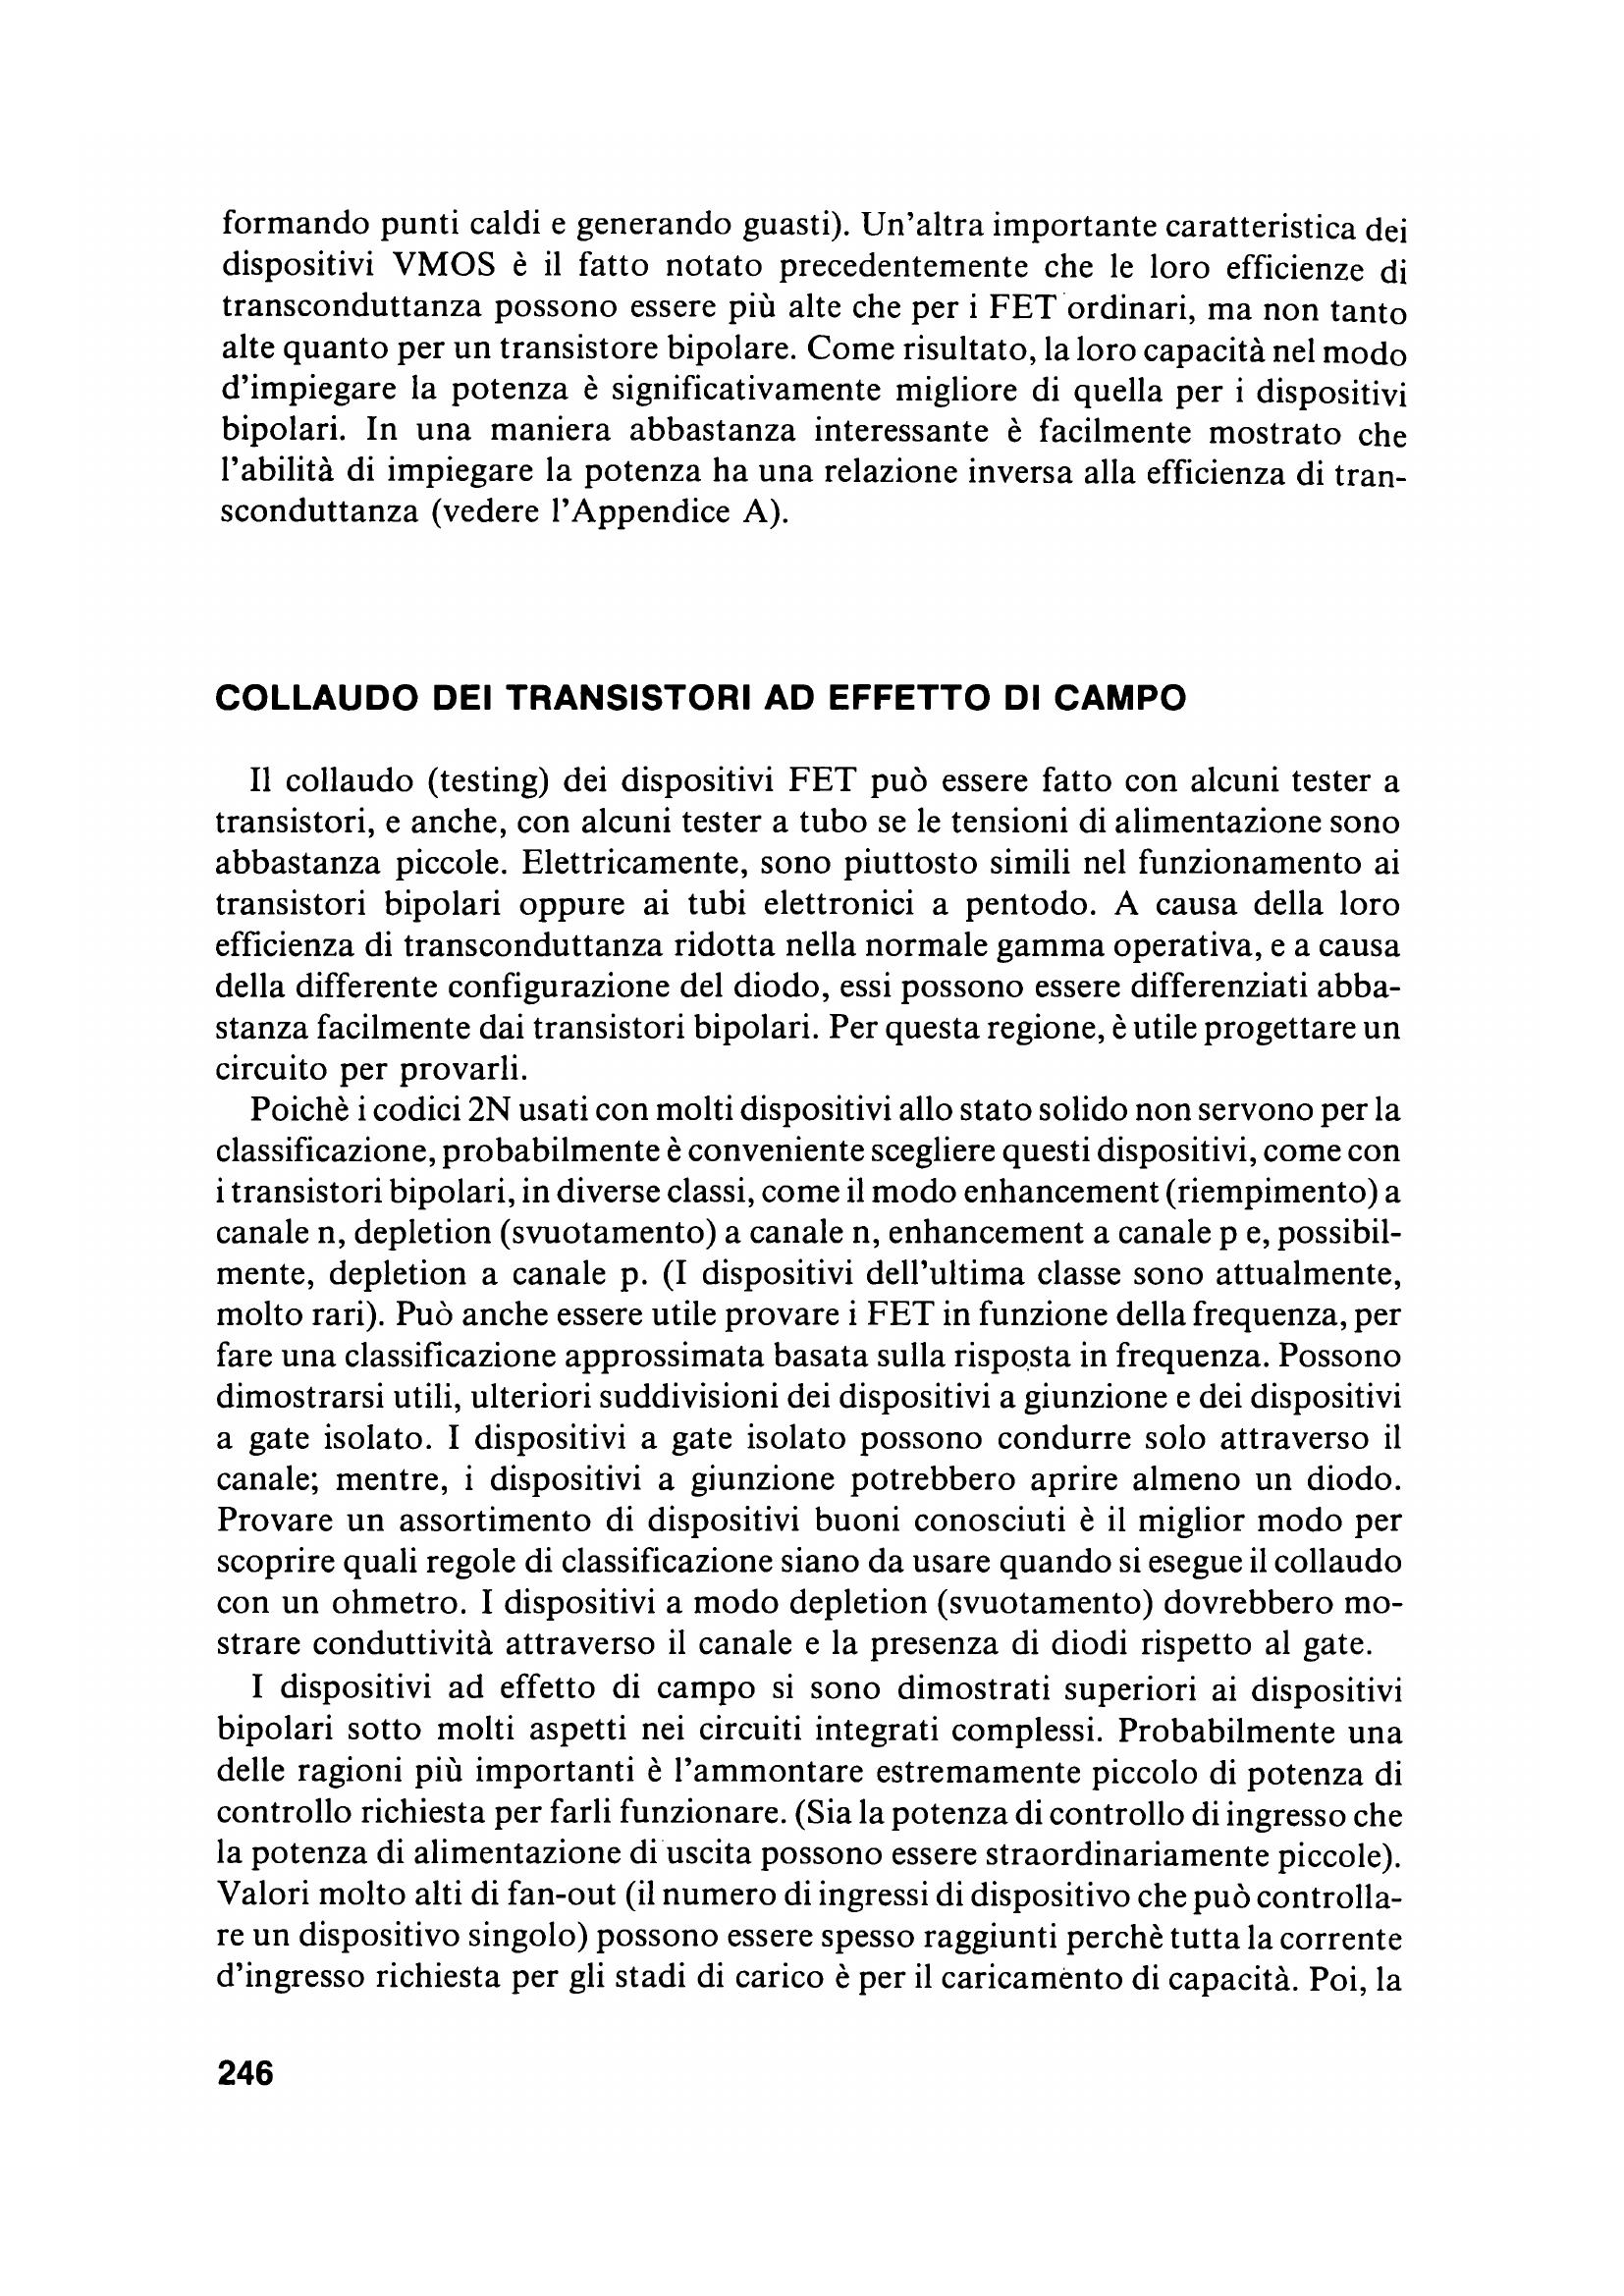 formando punti caldi e generando guasti). Un'altra importante caratteristica dei
dispositivi VMOS è il fatto notato precedentemente che le loro efficienze di
transconduttanza possono essere più alte che per i FET ordinari, ma non tanto
alte quanto per un transistore bipolare. Come risultato, la loro capacità nel modo
d'impiegare la potenza è significativamente migliore di quella per i dispositivi
bipolari. In una maniera abbastanza interessante è facilmente mostrato che
l'abilità di impiegare la potenza ha una relazione inversa alla efficienza di tran-
sconduttanza (vedere l'Appendice A).
COLLAUDO DEI TRANSISTORI AD EFFETTO DI CAMPO
Il collaudo (testing) dei dispositivi FET può essere fatto con alcuni tester a
transistori, e anche, con alcuni tester a tubo se le tensioni di alimentazione sono
abbastanza piccole. Elettricamente, sono piuttosto simili nel funzionamento ai
transistori bipolari oppure ai tubi elettronici a pentodo. A causa della loro
efficienza di transconduttanza ridotta nella normale gamma operativa, e a causa
della differente configurazione del diodo, essi possono essere differenziati abba-
stanza facilmente dai transistori bipolari. Per questa regione, è utile progettare un
circuito per provarli.
Poichè i codici 2N usati con molti dispositivi allo stato solido non servono per la
classificazione, probabilmente è conveniente scegliere questi dispositivi, come con
i transistori bipolari, in diverse classi, come il modo enhancement (riempimento) a
canale n, depletion (svuotamento) a canale n, enhancement a canale p e, possibil-
mente, depletion a canale p. (I dispositivi dell'ultima classe sono attualmente,
molto rari). Può anche essere utile provare i FET in funzione della frequenza, per
fare una classificazione approssimata basata sulla risposta in frequenza. Possono
dimostrarsi utili, ulteriori suddivisioni dei dispositivi a giunzione e dei dispositivi
a gate isolato. I dispositivi a gate isolato possono condurre solo attraverso il
canale; mentre, i dispositivi a giunzione potrebbero aprire almeno un diodo.
Provare un assortimento di dispositivi buoni conosciuti è il miglior modo per
scoprire quali regole di classificazione siano da usare quando si esegue il collaudo
con un ohmetro. I dispositivi a modo depletion (svuotamento) dovrebbero mo-
strare conduttività attraverso il canale e la presenza di diodi rispetto al gate.
I dispositivi ad effetto di campo si sono dimostrati superiori ai dispositivi
bipolari sotto molti aspetti nei circuiti integrati complessi. Probabilmente una
delle ragioni più importanti è l'ammontare estremamente piccolo di potenza di
controllo richiesta per farli funzionare. (Sia la potenza di controllo di ingresso che
la potenza di alimentazione di uscita possono essere straordinariamente piccole).
Valori molto alti di fan-out (il numero di ingressi di dispositivo che può controlla-
re un dispositivo singolo) possono essere spesso raggiunti perchè tutta la corrente
d'ingresso richiesta per gli stadi di carico è per il caricamento di capacità. Poi, la
246